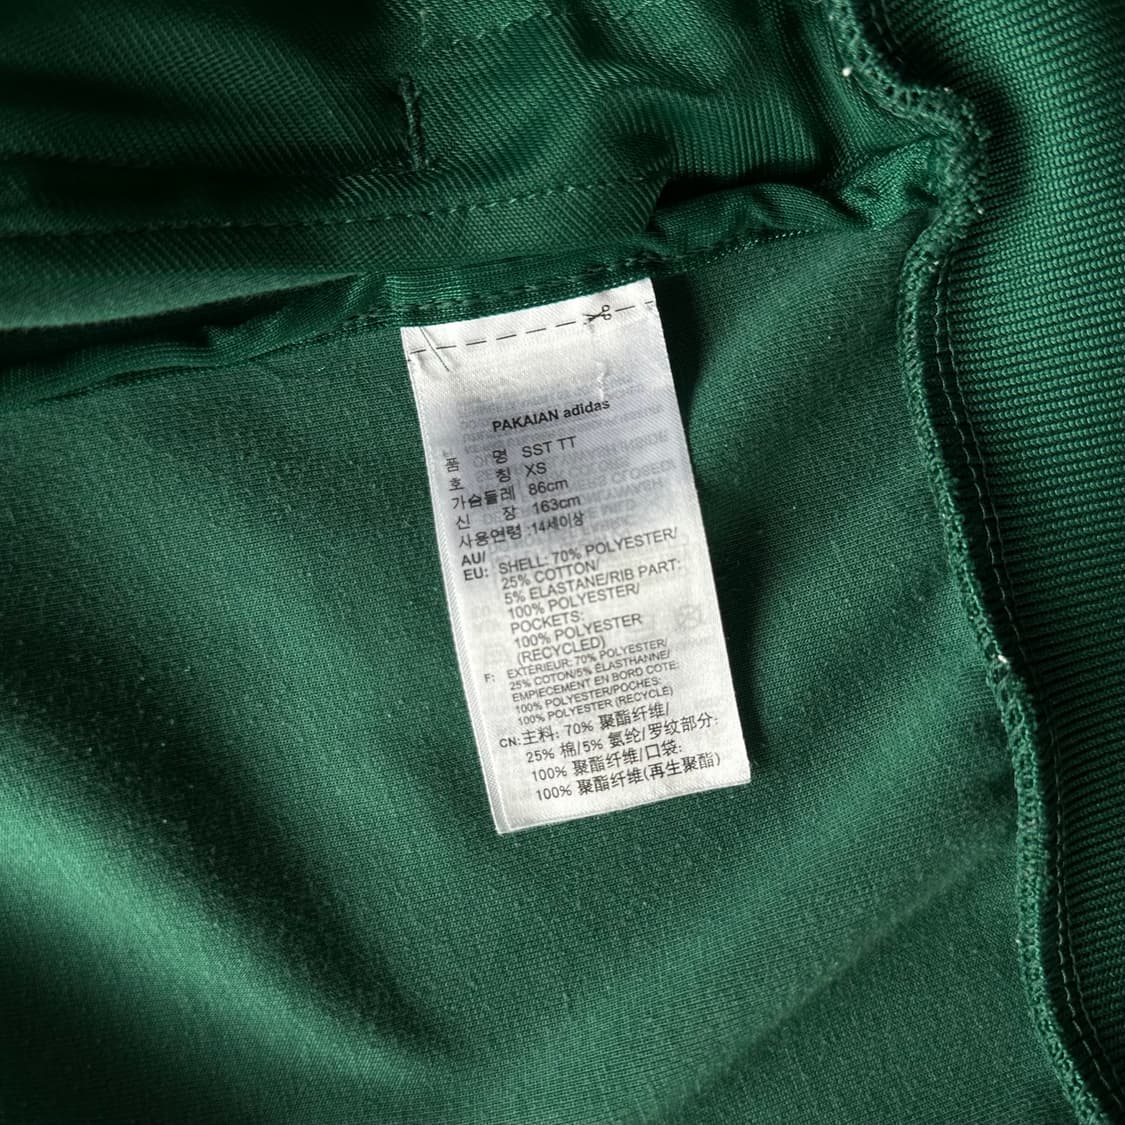 PAKAIAN adidas
품 명 SST TT
호 칭 XS
가슴둘레 86cm
신 장 163cm
사용연령 :14세이상
AU/
EU: SHELL: 70% POLYESTER/
25% COTTON/
5% ELASTANE/RIB PART:
100% POLYESTER/
POCKETS:
100% POLYESTER
(RECYCLED)
F: EXTÉRIEUR: 70% POLYESTER/
25% COTON/5% ÉLASTHANNE/
EMPIECEMENT EN BORD COTE:
100% POLYESTER/POCHES:
100% POLYESTER (RECYCLÉ)
CN: 主料: 70% 聚酯纤维/
25% 棉/5% 氨纶/罗纹部分:
100% 聚酯纤维/口袋:
100% 聚酯纤维(再生聚酯)